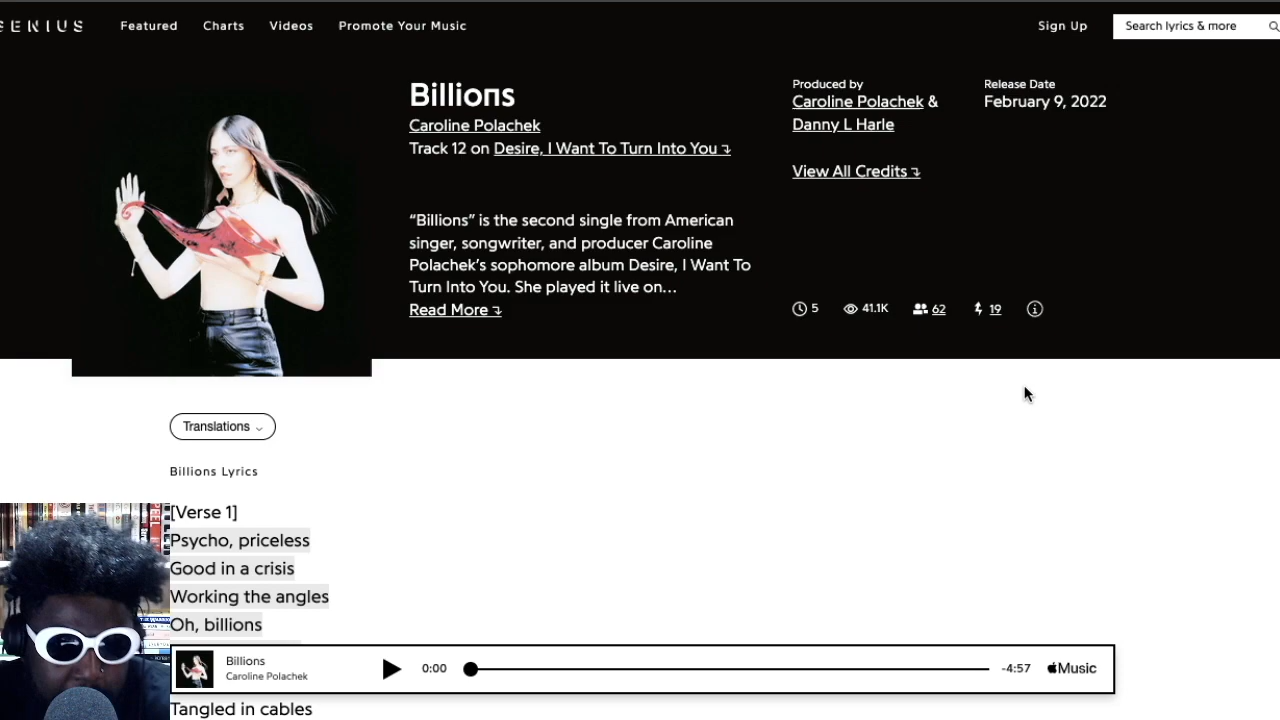 GENIUS
Featured Charts Videos Promote Your Music
Sign Up
Search lyrics & more
Billions
Caroline Polachek
Track 12 on Desire, I Want To Turn Into You
“Billions” is the second single from American
singer, songwriter, and producer Caroline
Polachek’s sophomore album Desire, I Want To
Turn Into You. She played it live on…
Read More
Produced by
Caroline Polachek &
Danny L Harle
Release Date
February 9, 2022
View All Credits
5 41.1K 62 19
Translations
Billions Lyrics
[Verse 1]
Psycho, priceless
Good in a crisis
Working the angles
Oh, billions
Billions
Caroline Polachek
0:00
-4:57
Music
Tangled in cables